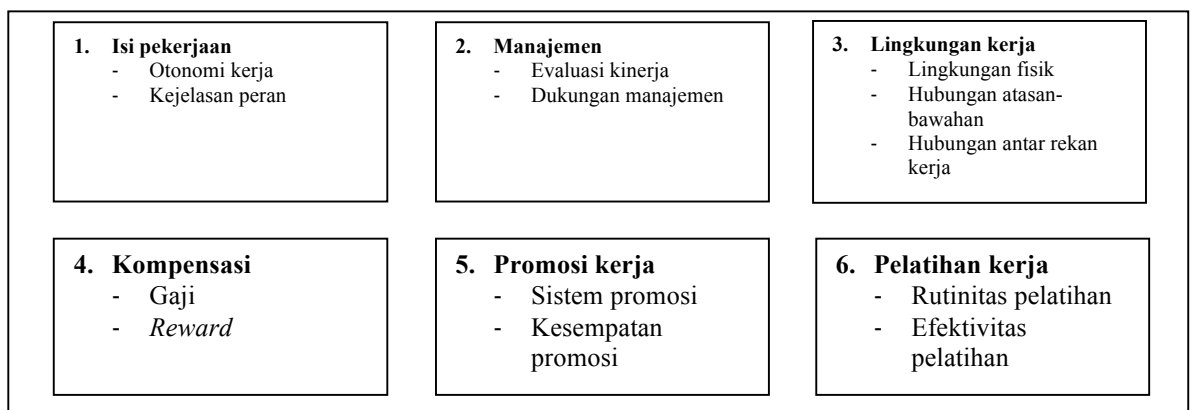 1. Isi pekerjaan
- Otonomi kerja
- Kejelasan peran
2. Manajemen
- Evaluasi kinerja
- Dukungan manajemen
3. Lingkungan kerja
- Lingkungan fisik
- Hubungan atasan-
bawahan
- Hubungan antar rekan
kerja
4. Kompensasi
- Gaji
- Reward
5. Promosi kerja
- Sistem promosi
- Kesempatan
promosi
6. Pelatihan kerja
- Rutinitas pelatihan
- Efektivitas
pelatihan